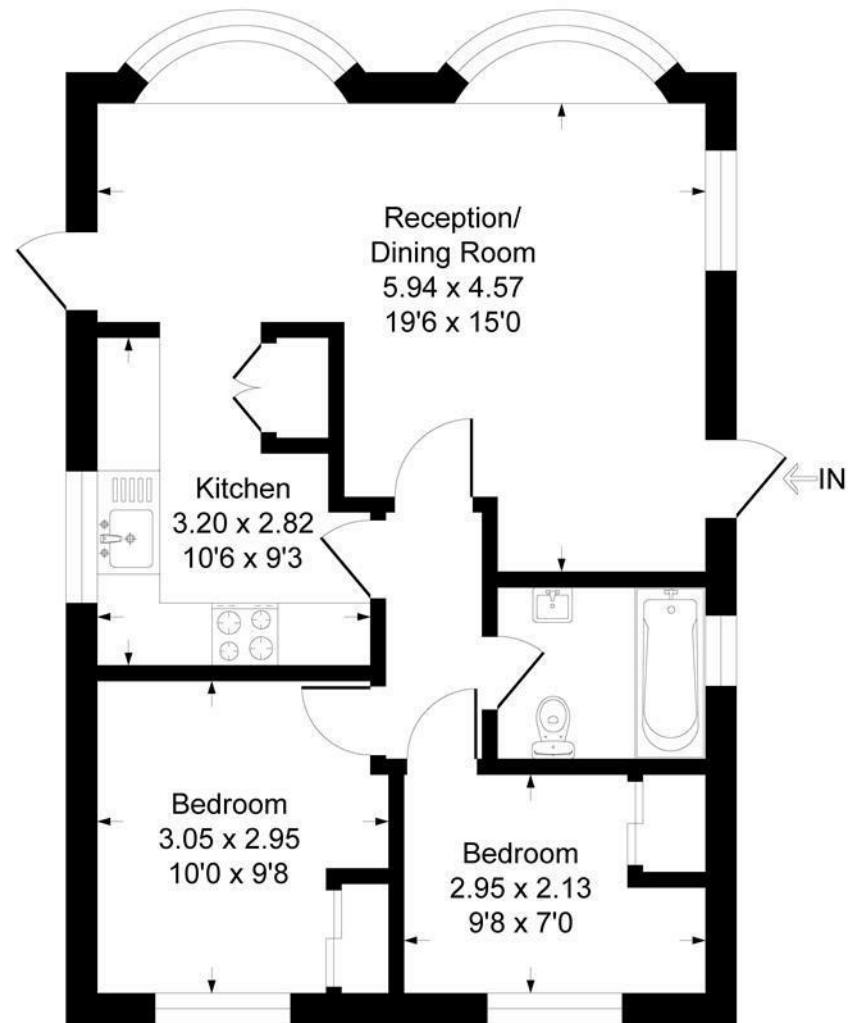 Reception/
Dining Room
5.94 x 4.57
19'6 x 15'0
IN
Kitchen
3.20 x 2.82
10'6 x 9'3
Bedroom
3.05 x 2.95
10'0 x 9'8
Bedroom
2.95 x 2.13
9'8 x 7'0